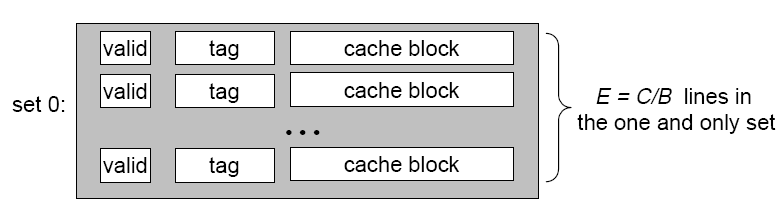 valid tag cache block
set 0: valid tag cache block
E = C/B lines in
the one and only set
...
valid tag cache block